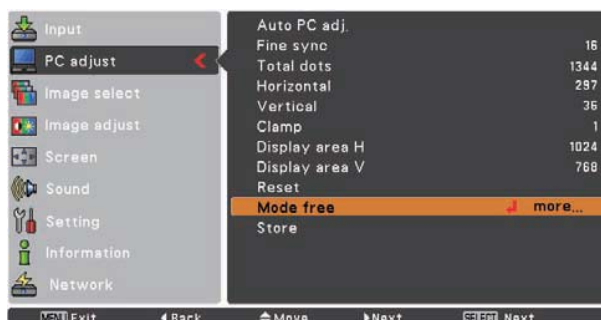 Input
PC adjust
Image select
Image adjust
Screen
Sound
Setting
Information
Network
Auto PC adj.
Fine sync 16
Total dots 1344
Horizontal 297
Vertical 36
Clamp 1
Display area H 1024
Display area V 768
Reset
Mode free more...
Store
MENU Exit Back Move Next SELECT Next